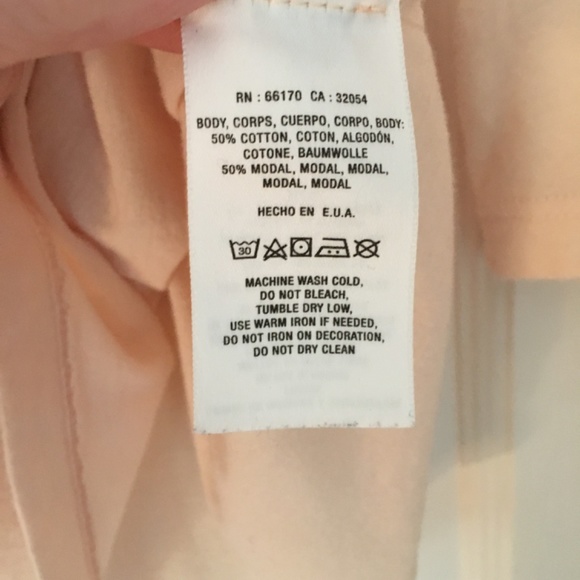 RN : 66170 CA : 32054
BODY, CORPS, CUERPO, CORPO, BODY:
50% COTTON, COTON, ALGODÓN,
COTONE, BAUMWOLLE
50% MODAL, MODAL, MODAL,
MODAL, MODAL
HECHO EN E.U.A.
30
MACHINE WASH COLD,
DO NOT BLEACH,
TUMBLE DRY LOW,
USE WARM IRON IF NEEDED,
DO NOT IRON ON DECORATION,
DO NOT DRY CLEAN